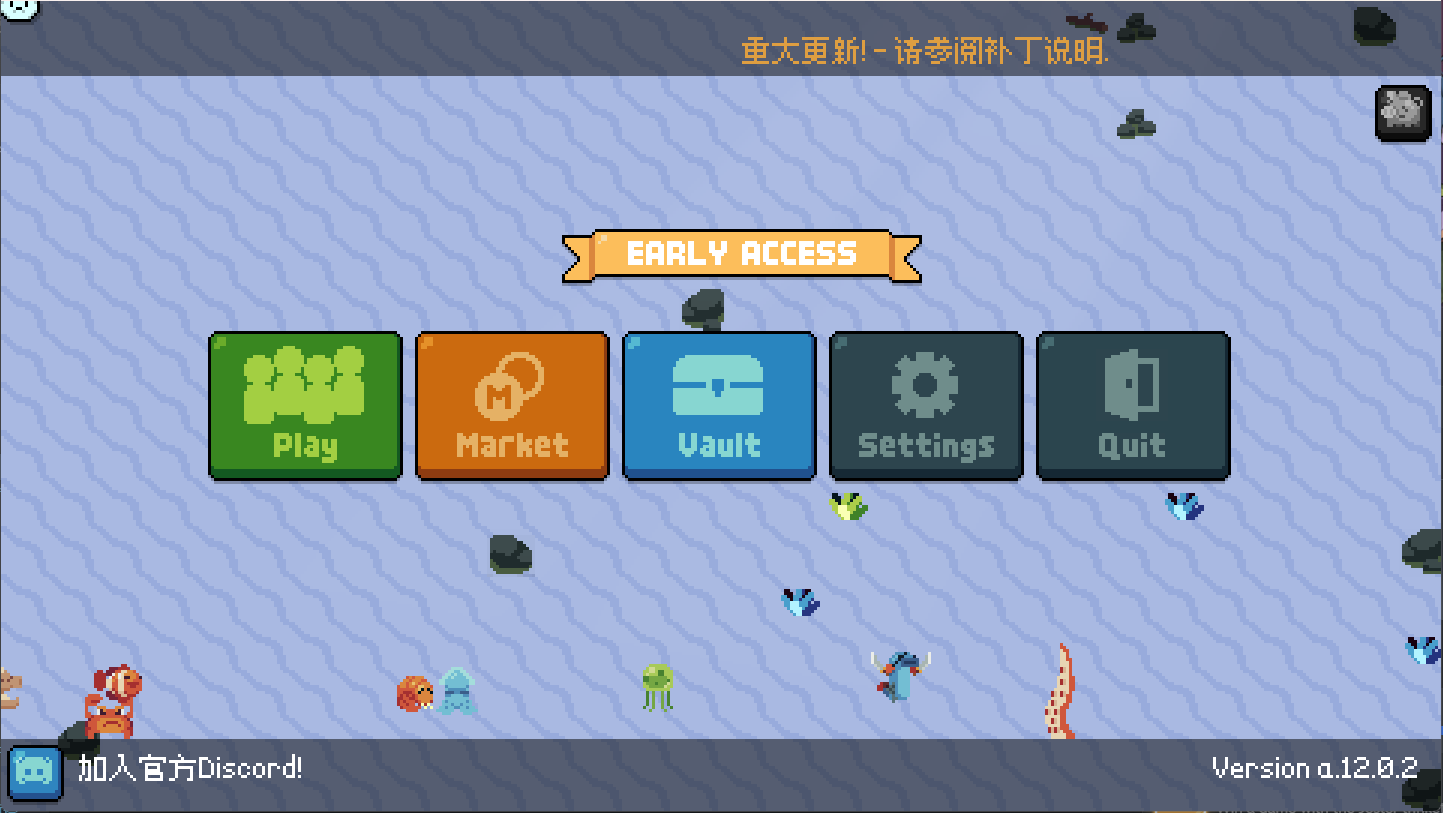 重大更新! - 请参阅补丁说明.
EARLY ACCESS
Play
Market
Vault
Settings
Quit
加入官方Discord!
Version a.12.0.2